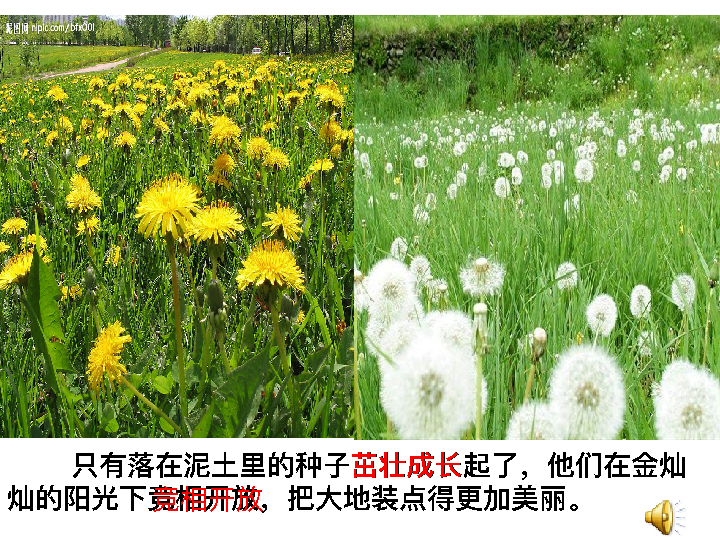 昵图网 nipic.com/bfx001
只有落在泥土里的种子茁壮成长起了，他们在金灿
灿的阳光下竞相开放，把大地装点得更加美丽。